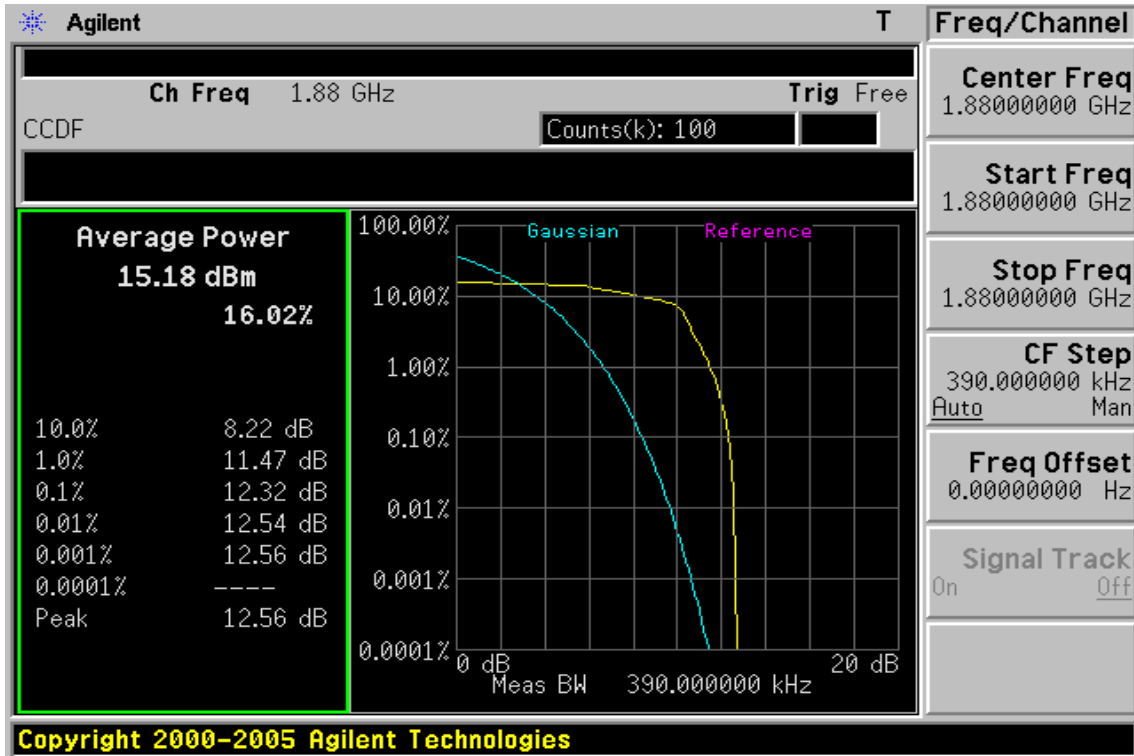 Agilent
T
Ch Freq 1.88 GHz
Trig Free
CCDF
Counts(k): 100
Average Power
15.18 dBm
16.02%
10.0% 8.22 dB
1.0% 11.47 dB
0.1% 12.32 dB
0.01% 12.54 dB
0.001% 12.56 dB
0.0001% ----
Peak 12.56 dB
Gaussian
Reference
100.00%
10.00%
1.00%
0.10%
0.01%
0.001%
0.0001%
0 dB
20 dB
Meas BW 390.000000 kHz
Freq/Channel
Center Freq
1.88000000 GHz
Start Freq
1.88000000 GHz
Stop Freq
1.88000000 GHz
CF Step
390.000000 kHz
Auto Man
Freq Offset
0.00000000 Hz
Signal Track
On Off
Copyright 2000-2005 Agilent Technologies